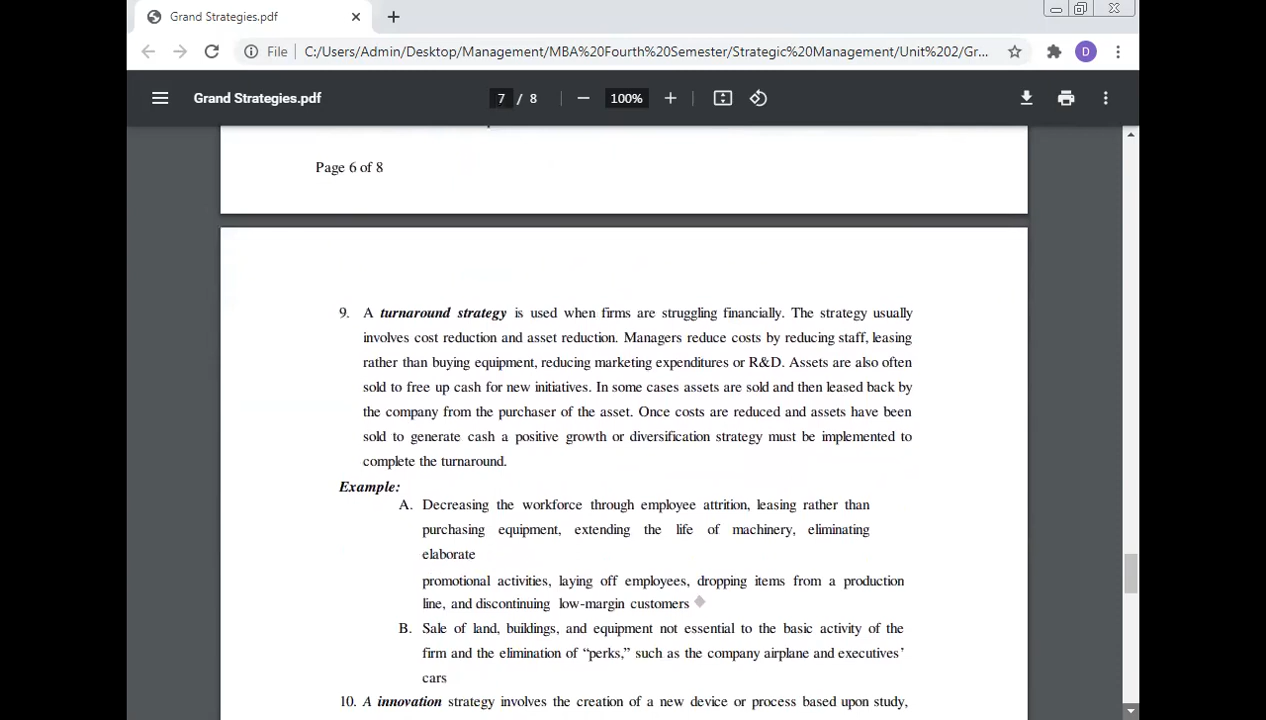 Grand Strategies.pdf
File C:/Users/Admin/Desktop/Management/MBA%20Fourth%20Semester/Strategic%20Management/Unit%202/Gr...
D
Grand Strategies.pdf 7 / 8 100%
Page 6 of 8
9. A turnaround strategy is used when firms are struggling financially. The strategy usually
involves cost reduction and asset reduction. Managers reduce costs by reducing staff, leasing
rather than buying equipment, reducing marketing expenditures or R&D. Assets are also often
sold to free up cash for new initiatives. In some cases assets are sold and then leased back by
the company from the purchaser of the asset. Once costs are reduced and assets have been
sold to generate cash a positive growth or diversification strategy must be implemented to
complete the turnaround.
Example:
A. Decreasing the workforce through employee attrition, leasing rather than
purchasing equipment, extending the life of machinery, eliminating
elaborate
promotional activities, laying off employees, dropping items from a production
line, and discontinuing low-margin customers
B. Sale of land, buildings, and equipment not essential to the basic activity of the
firm and the elimination of “perks,” such as the company airplane and executives’
cars
10. A innovation strategy involves the creation of a new device or process based upon study,